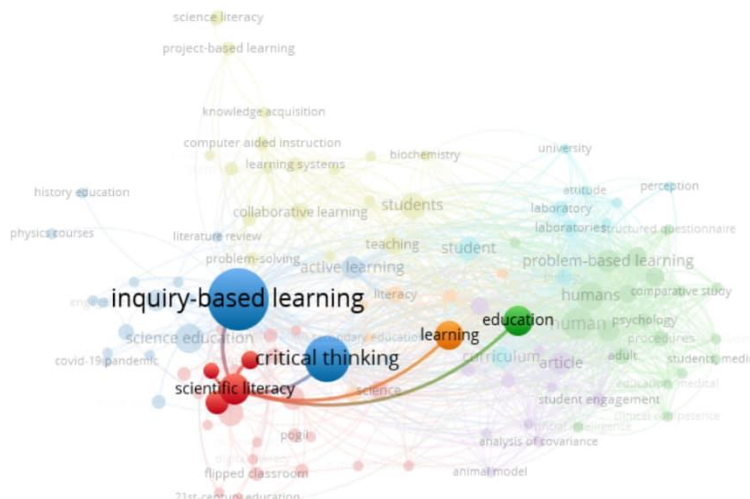 science literacy
project-based learning
knowledge acquisition
computer aided instruction
biochemistry
university
learning systems
history education
attitude
perception
collaborative learning
students
laboratory
physics courses
literature review
teaching
student
laboratories
structured questionnaire
problem-solving
active learning
problem-based learning
inquiry-based learning
literacy
humans
comparative study
education
human
psychology
science education
learning
procedures
covid-19 pandemic
critical thinking
curriculum
article
adult
scientific literacy
science
student engagement
pogil
analysis of covariance
flipped classroom
animal model
21st-century education